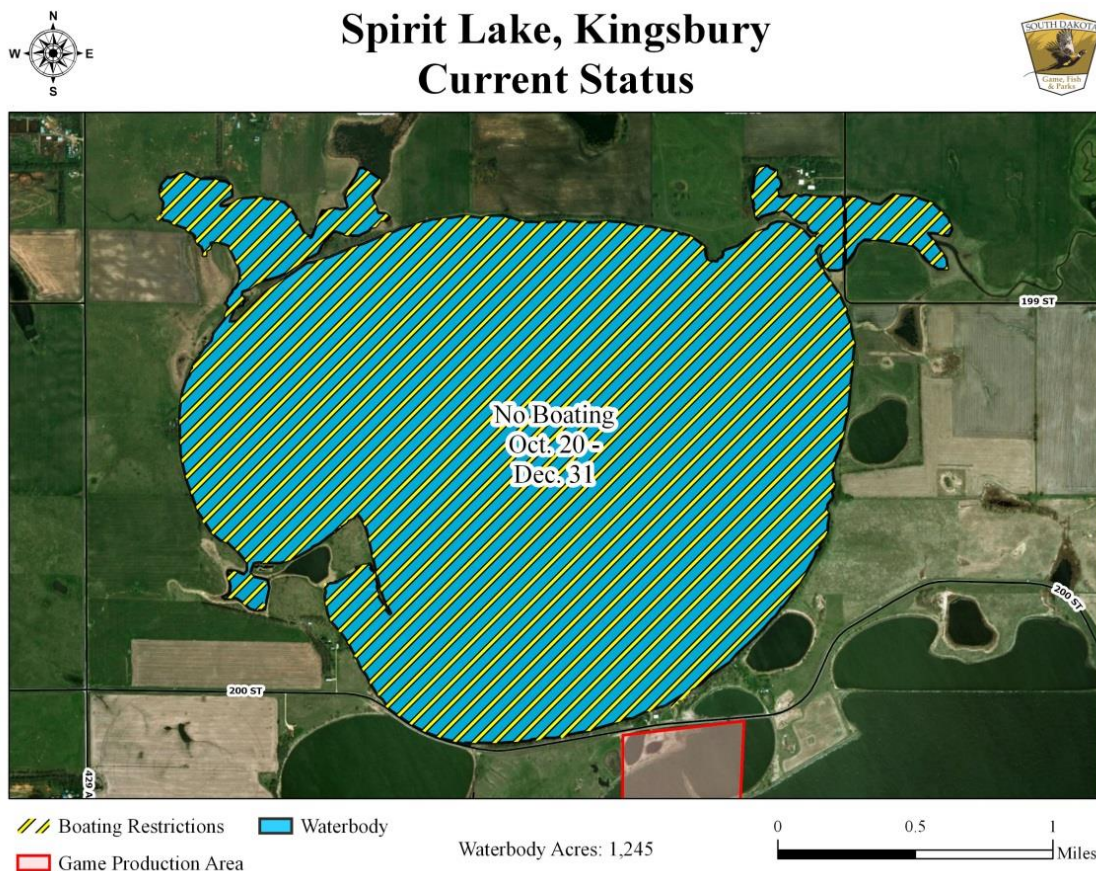 Spirit Lake, Kingsbury
Current Status
N
W E
S
SOUTH DAKOTA
Game, Fish
& Parks
199 ST
No Boating
Oct. 20 -
Dec. 31
200 ST
200 ST
429 A
Boating Restrictions
Waterbody
Game Production Area
Waterbody Acres: 1,245
0 0.5 1
Miles